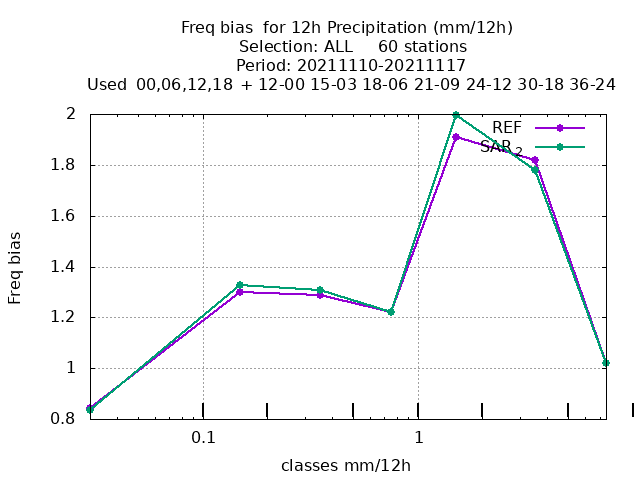 Freq bias  for 12h Precipitation (mm/12h)
Selection: ALL     60 stations
Period: 20211110-20211117
Used  00,06,12,18  + 12-00 15-03 18-06 21-09 24-12 30-18 36-24
REF
SAR2
2
1.8
1.6
1.4
1.2
1
0.8
Freq bias
0.1
1
classes mm/12h